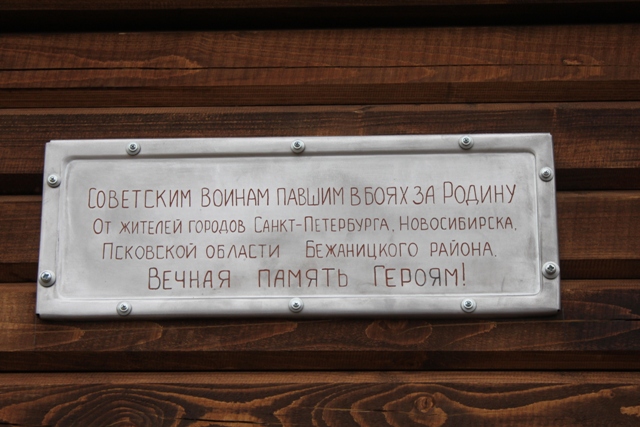 Советским воинам павшим в боях за Родину
От жителей городов Санкт-Петербурга, Новосибирска,
Псковской области Бежаницкого района.
Вечная память Героям!